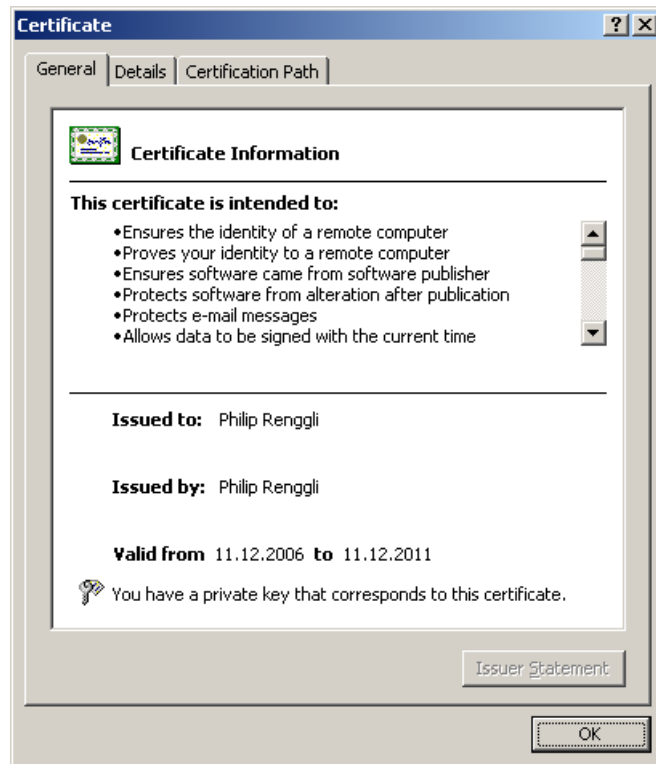 Certificate
General Details Certification Path
Certificate Information
This certificate is intended to:
•Ensures the identity of a remote computer
•Proves your identity to a remote computer
•Ensures software came from software publisher
•Protects software from alteration after publication
•Protects e-mail messages
•Allows data to be signed with the current time
Issued to: Philip Renggli
Issued by: Philip Renggli
Valid from 11.12.2006 to 11.12.2011
You have a private key that corresponds to this certificate.
Issuer Statement
OK